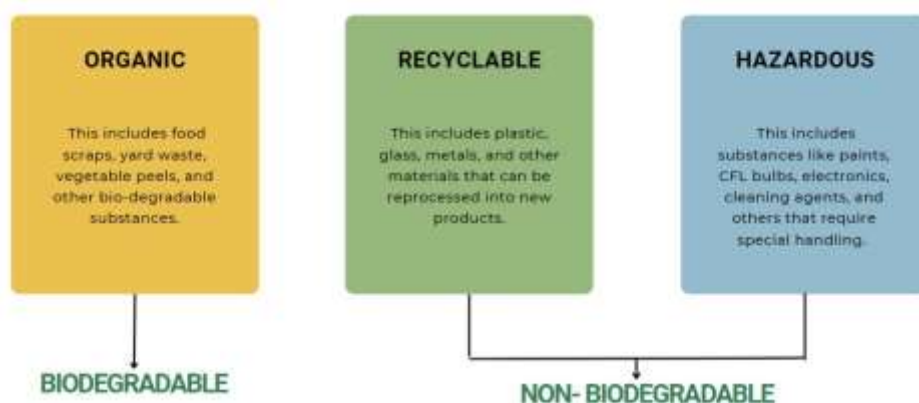 ORGANIC
This includes food
scraps, yard waste,
vegetable peels, and
other bio-degradable
substances.
RECYCLABLE
This includes plastic,
glass, metals, and other
materials that can be
reprocessed into new
products.
HAZARDOUS
This includes
substances like paints,
CFL bulbs, electronics,
cleaning agents, and
others that require
special handling.
BIODEGRADABLE
NON- BIODEGRADABLE